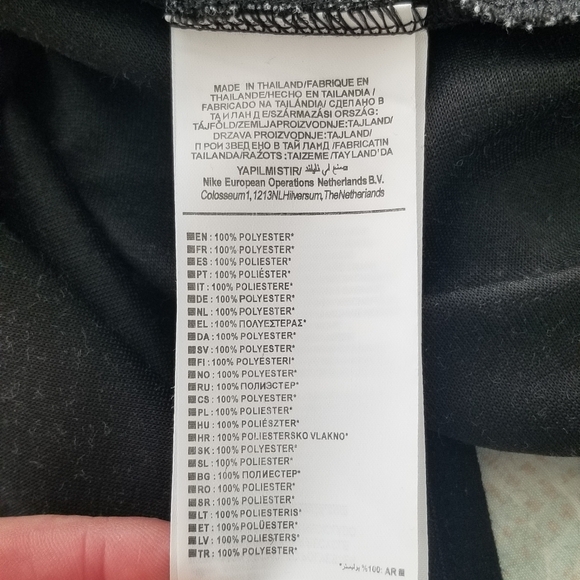 MADE IN THAILAND/FABRIQUE EN
THAILANDE/HECHO EN TAILANDIA/
FABRICADO NA TAILÂNDIA/ СДЕЛАНО В
ТАИЛАНДЕ/SZÁRMAZÁSI ORSZÁG:
TÁJFÖLD/ZEMLJAPROIZVODNJE:TAJLAND/
DRZAVA PROIZVODNJE:TAJLAND/
ПРОИЗВЕДЕНО В ТАЙЛАНД /FABRICATIN
TAILANDA/RAŽOTS :TAIZEME /TAYLAND'DA
YAPILMISTIR/
Nike European Operations Netherlands B.V.
Colosseum1, 1213NLHilversum, TheNetherlands
EN : 100% POLYESTER*
FR : 100% POLYESTER*
ES : 100% POLIESTER*
PT : 100% POLIÉSTER*
IT : 100% POLIESTERE*
DE : 100% POLYESTER*
NL : 100% POLYESTER*
EL : 100% ΠΟΛΥΕΣΤΕΡΑΣ*
DA : 100% POLYESTER*
SV : 100% POLYESTER*
FI : 100% POLYESTERI*
NO : 100% POLYESTER*
RU : 100% ПОЛИЭСТЕР*
CS : 100% POLYESTER*
PL : 100% POLIESTER*
HU : 100% POLIÉSZTER*
HR : 100% POLIESTERSKO VLAKNO*
SK : 100% POLYESTER*
SL : 100% POLIESTER*
BG : 100% ПОЛИЕСТЕР*
RO : 100% POLIESTER*
SR : 100% POLIESTER*
LT : 100% POLIESTERIS*
ET : 100% POLÜESTER*
LV : 100% POLIESTERS*
TR : 100% POLYESTER*
AR :100% بوليستر*